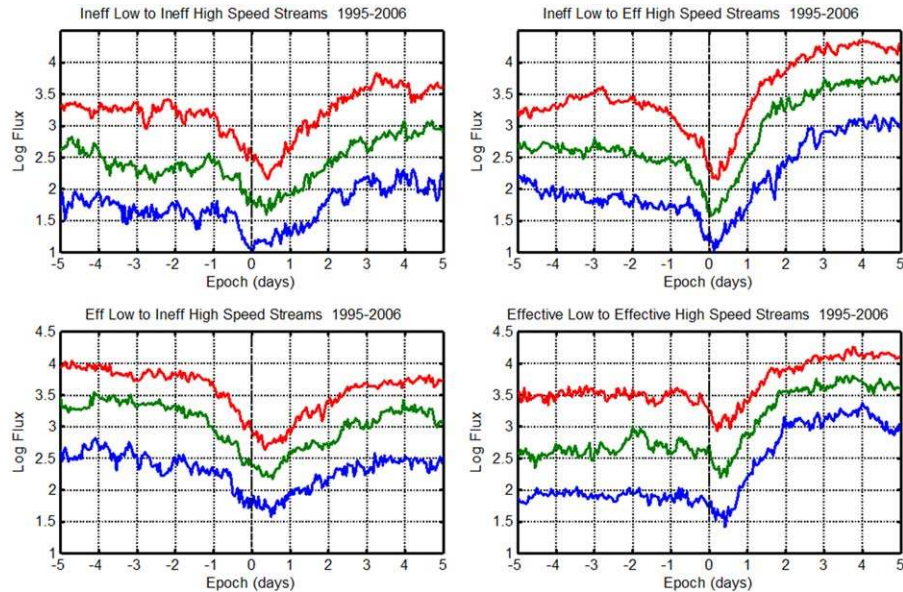 Ineff Low to Ineff High Speed Streams 1995-2006
Log Flux
4
3.5
3
2.5
2
1.5
1
-5 -4 -3 -2 -1 0 1 2 3 4 5
Epoch (days)
Ineff Low to Eff High Speed Streams 1995-2006
Log Flux
4
3.5
3
2.5
2
1.5
1
-5 -4 -3 -2 -1 0 1 2 3 4 5
Epoch (days)
Eff Low to Ineff High Speed Streams 1995-2006
Log Flux
4.5
4
3.5
3
2.5
2
1.5
1
-5 -4 -3 -2 -1 0 1 2 3 4 5
Epoch (days)
Effective Low to Effective High Speed Streams 1995-2006
Log Flux
4.5
4
3.5
3
2.5
2
1.5
1
-5 -4 -3 -2 -1 0 1 2 3 4 5
Epoch (days)